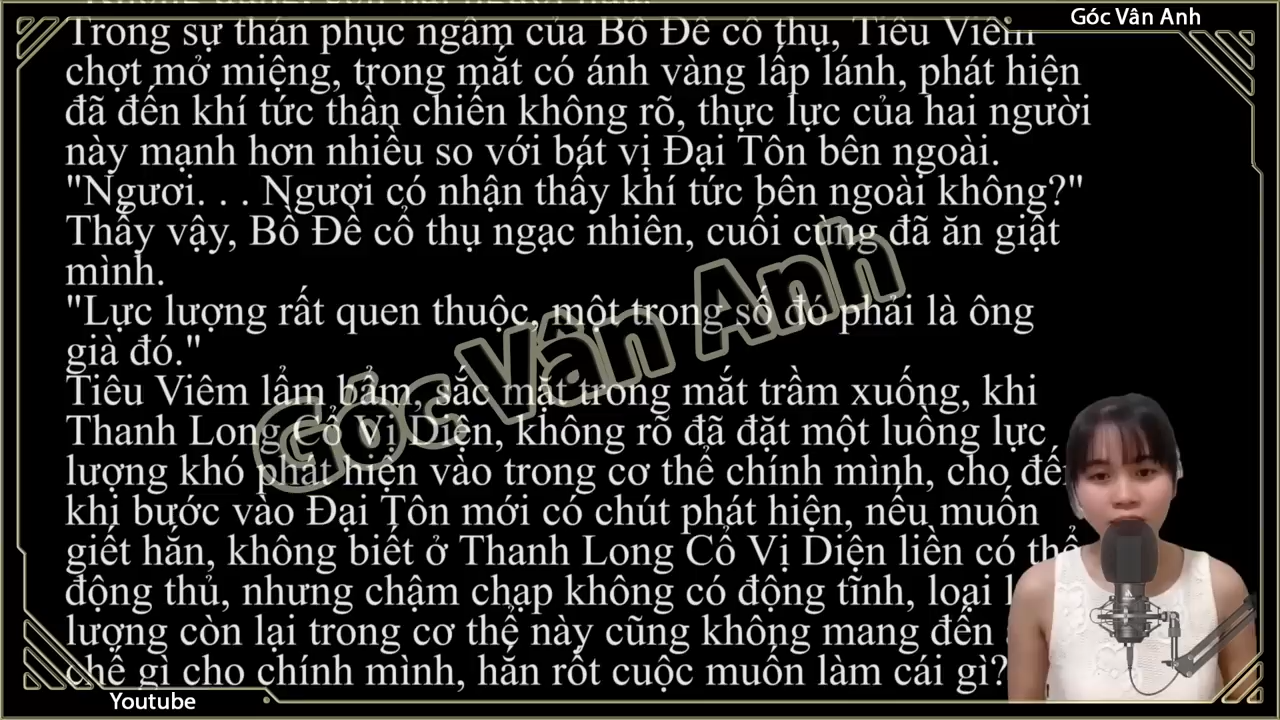 Góc Vân Anh
Trong sự thán phục ngầm của Bồ Đề cổ thụ, Tiêu Viêm
chợt mở miệng, trong mắt có ánh vàng lấp lánh, phát hiện
đã đến khí tức thần chiến không rõ, thực lực của hai người
này mạnh hơn nhiều so với bát vị Đại Tôn bên ngoài.
"Ngươi. . . Ngươi có nhận thấy khí tức bên ngoài không?"
Thấy vậy, Bồ Đề cổ thụ ngạc nhiên, cuối cùng đã ăn giật
mình.
"Lực lượng rất quen thuộc, một trong số đó phải là ông
già đó."
Tiêu Viêm lẩm bẩm, sắc mặt trong mắt trầm xuống, khi
Thanh Long Cổ Vị Diện, không rõ đã đặt một luồng lực
lượng khó phát hiện vào trong cơ thể chính mình, cho đến
khi bước vào Đại Tôn mới có chút phát hiện, nếu muốn
giết hắn, không biết ở Thanh Long Cổ Vị Diện liền có thể
động thủ, nhưng chậm chạp không có động tĩnh, loại
lượng còn lại trong cơ thể này cũng không mang đến
chế gì cho chính mình, hắn rốt cuộc muốn làm cái gì?
Góc Vân Anh
Youtube